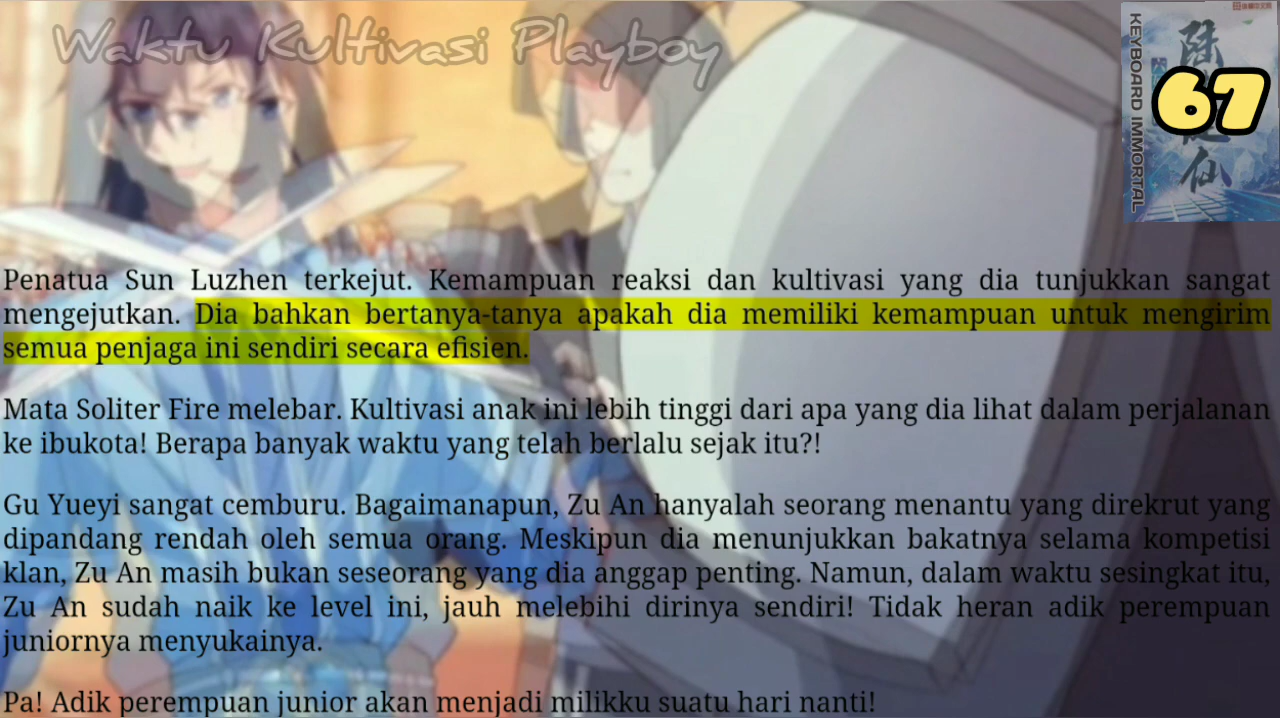 Waktu Kultivasi Playboy
KEYBOARD IMMORTAL
67
Penatua Sun Luzhen terkejut. Kemampuan reaksi dan kultivasi yang dia tunjukkan sangat
mengejutkan. Dia bahkan bertanya-tanya apakah dia memiliki kemampuan untuk mengirim
semua penjaga ini sendiri secara efisien.
Mata Soliter Fire melebar. Kultivasi anak ini lebih tinggi dari apa yang dia lihat dalam perjalanan
ke ibukota! Berapa banyak waktu yang telah berlalu sejak itu?!
Gu Yueyi sangat cemburu. Bagaimanapun, Zu An hanyalah seorang menantu yang direkrut yang
dipandang rendah oleh semua orang. Meskipun dia menunjukkan bakatnya selama kompetisi
klan, Zu An masih bukan seseorang yang dia anggap penting. Namun, dalam waktu sesingkat itu,
Zu An sudah naik ke level ini, jauh melebihi dirinya sendiri! Tidak heran adik perempuan
juniornya menyukainya.
Pa! Adik perempuan junior akan menjadi milikku suatu hari nanti!